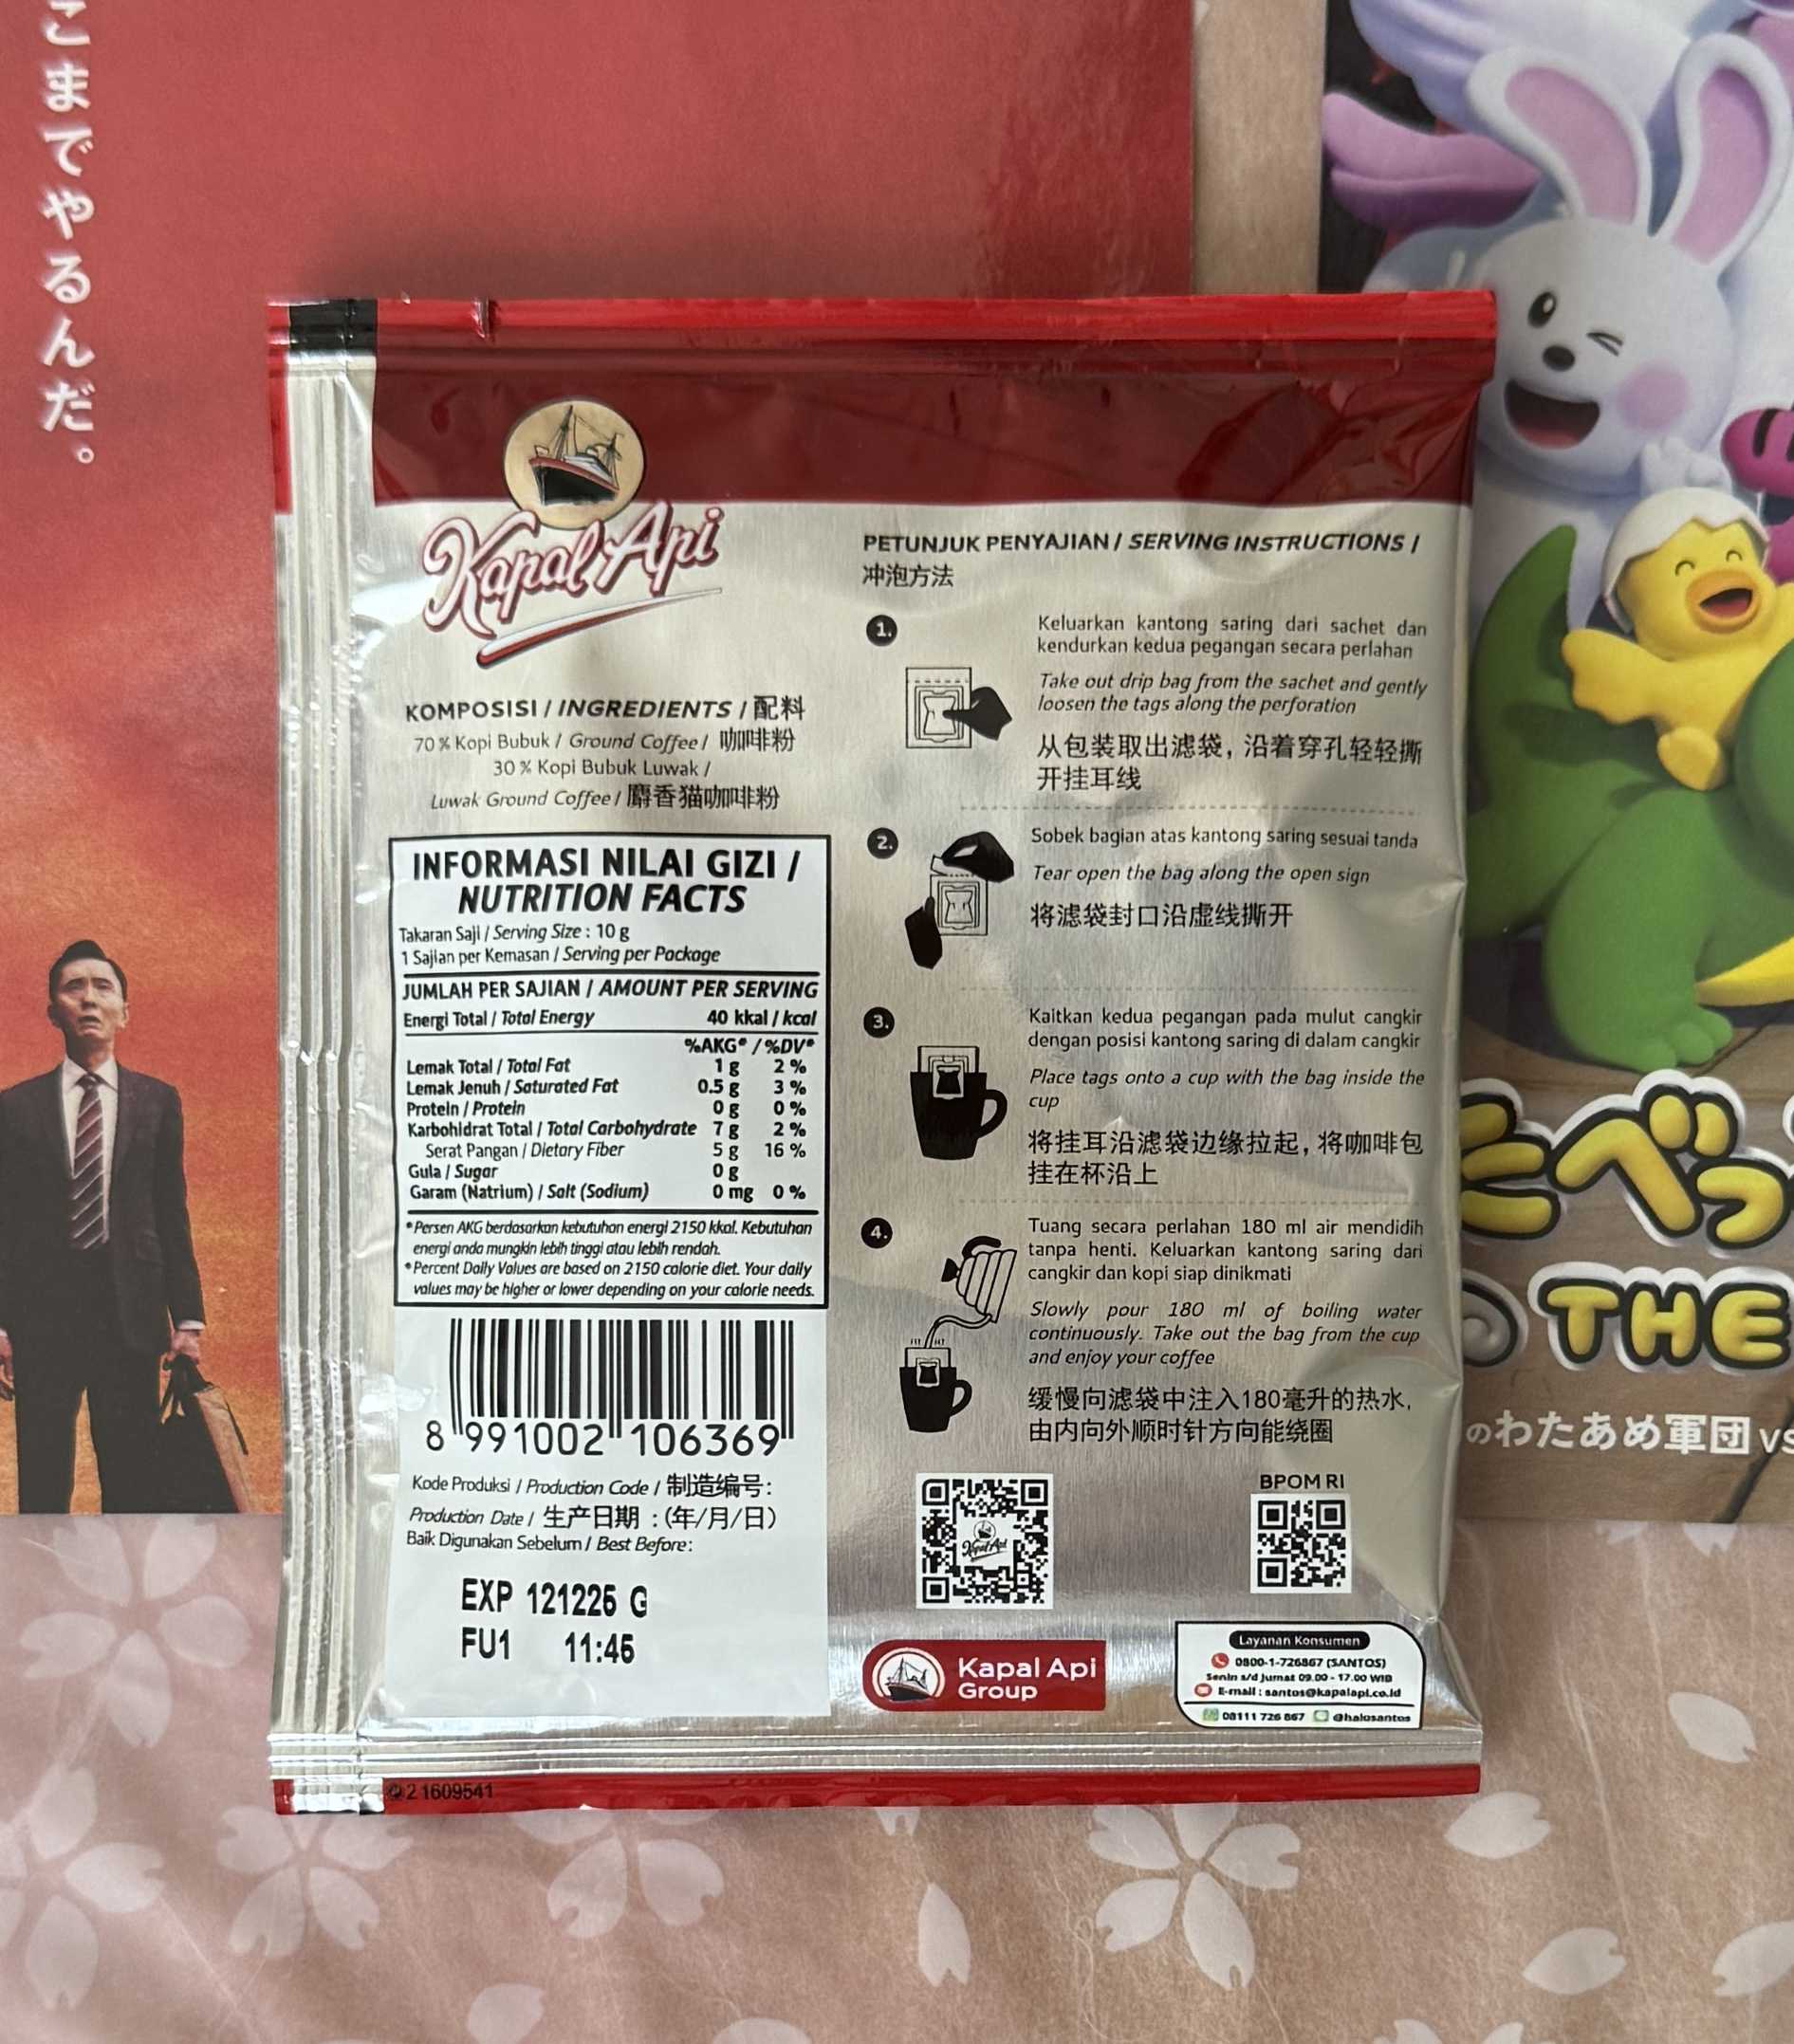 こまでやるんだ。
Kapal Api
KOMPOSISI / INGREDIENTS / 配料
70 % Kopi Bubuk / Ground Coffee / 咖啡粉
30 % Kopi Bubuk Luwak /
Luwak Ground Coffee / 麝香猫咖啡粉
INFORMASI NILAI GIZI /
NUTRITION FACTS
Takaran Saji / Serving Size : 10 g
1 Sajian per Kemasan / Serving per Package
JUMLAH PER SAJIAN / AMOUNT PER SERVING
Energi Total / Total Energy 40 kkal / kcal
%AKG* / %DV*
Lemak Total / Total Fat 1 g 2 %
Lemak Jenuh / Saturated Fat 0.5 g 3 %
Protein / Protein 0 g 0 %
Karbohidrat Total / Total Carbohydrate 7 g 2 %
Serat Pangan / Dietary Fiber 5 g 16 %
Gula / Sugar 0 g
Garam (Natrium) / Salt (Sodium) 0 mg 0 %
*Persen AKG berdasarkan kebutuhan energi 2150 kkal. Kebutuhan
energi anda mungkin lebih tinggi atau lebih rendah.
*Percent Daily Values are based on 2150 calorie diet. Your daily
values may be higher or lower depending on your calorie needs.
8 991002 106369
Kode Produksi / Production Code / 制造编号:
Production Date / 生产日期 : (年/月/日)
Baik Digunakan Sebelum / Best Before:
EXP 121226 G
FU1 11:46
21609541
PETUNJUK PENYAJIAN / SERVING INSTRUCTIONS /
冲泡方法
1.
Keluarkan kantong saring dari sachet dan
kendurkan kedua pegangan secara perlahan
Take out drip bag from the sachet and gently
loosen the tags along the perforation
从包装取出滤袋, 沿着穿孔轻轻撕
开挂耳线
2.
Sobek bagian atas kantong saring sesuai tanda
Tear open the bag along the open sign
将滤袋封口沿虚线撕开
3.
Kaitkan kedua pegangan pada mulut cangkir
dengan posisi kantong saring di dalam cangkir
Place tags onto a cup with the bag inside the
cup
将挂耳沿滤袋边缘拉起, 将咖啡包
挂在杯沿上
4.
Tuang secara perlahan 180 ml air mendidih
tanpa henti. Keluarkan kantong saring dari
cangkir dan kopi siap dinikmati
Slowly pour 180 ml of boiling water
continuously. Take out the bag from the cup
and enjoy your coffee
缓慢向滤袋中注入180毫升的热水,
由内向外顺时针方向能绕圈
Kapal Api
BPOM RI
Kapal Api
Group
Layanan Konsumen
0800-1-726867 (SANTOS)
Senin s/d Jumat 09.00 - 17.00 WIB
E-mail : santos@kapalapi.co.id
08111 726 867 @halosantos
べっ
THE
のわたあめ軍団 VS